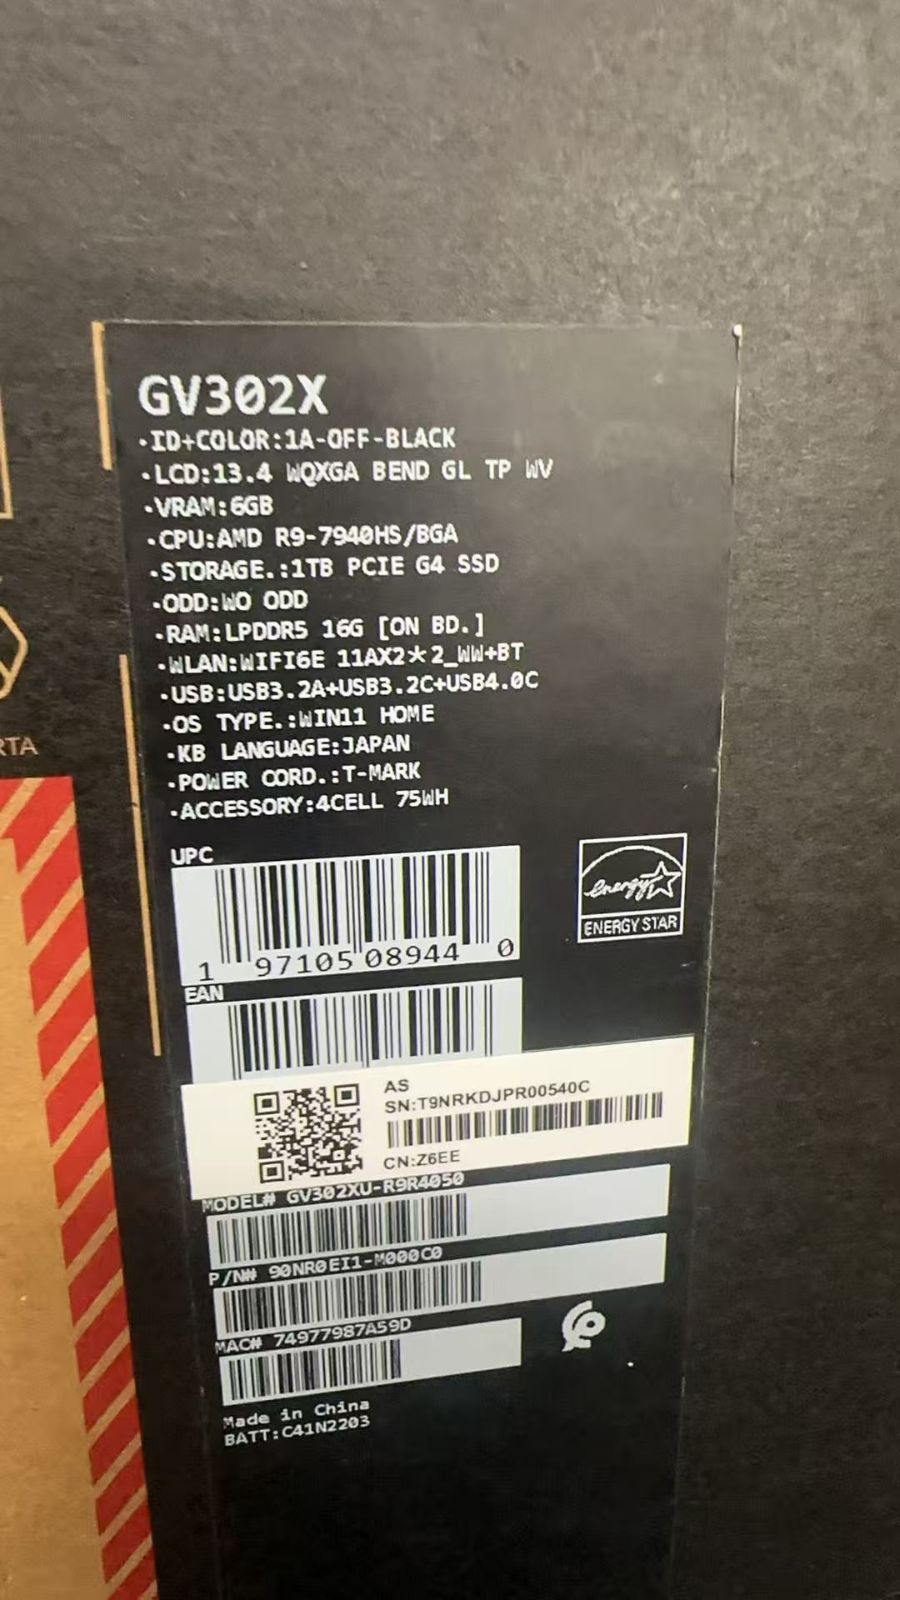 GV302X
·ID+COLOR:1A-OFF-BLACK
·LCD:13.4 WQXGA BEND GL TP WV
·VRAM:6GB
·CPU:AMD R9-7940HS/BGA
·STORAGE.:1TB PCIE G4 SSD
·ODD:WO ODD
·RAM:LPDDR5 16G [ON BD.]
·WLAN:WIFI6E 11AX2*2_WW+BT
·USB:USB3.2A+USB3.2C+USB4.0C
·OS TYPE.:WIN11 HOME
·KB LANGUAGE:JAPAN
·POWER CORD.:T-MARK
·ACCESSORY:4CELL 75WH
RTA
UPC
1 97105 08944 0
energy
ENERGY STAR
EAN
AS
SN:T9NRKDJPR00540C
CN:Z6EE
MODEL# GV302XU-R9R4050
P/N# 90NR0EI1-M000C0
MAC# 74977987A59D
Made in China
BATT:C41N2203